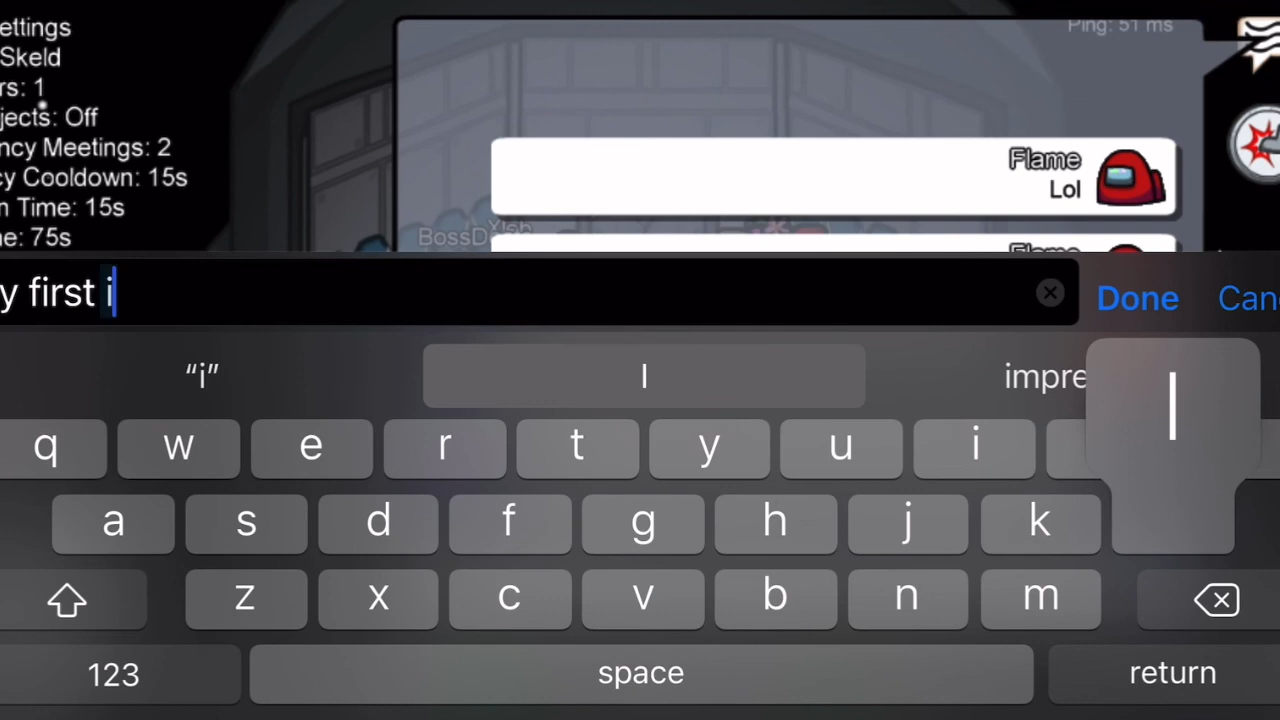 ettings
Skeld
rs: 1
jects: Off
ncy Meetings: 2
cy Cooldown: 15s
n Time: 15s
ne: 75s
Ping: 51 ms
Flame
Lol
Flame
y first i
Done Can
“i” I impre
q w e r t y u i
a s d f g h j k l
z x c v b n m
123 space return